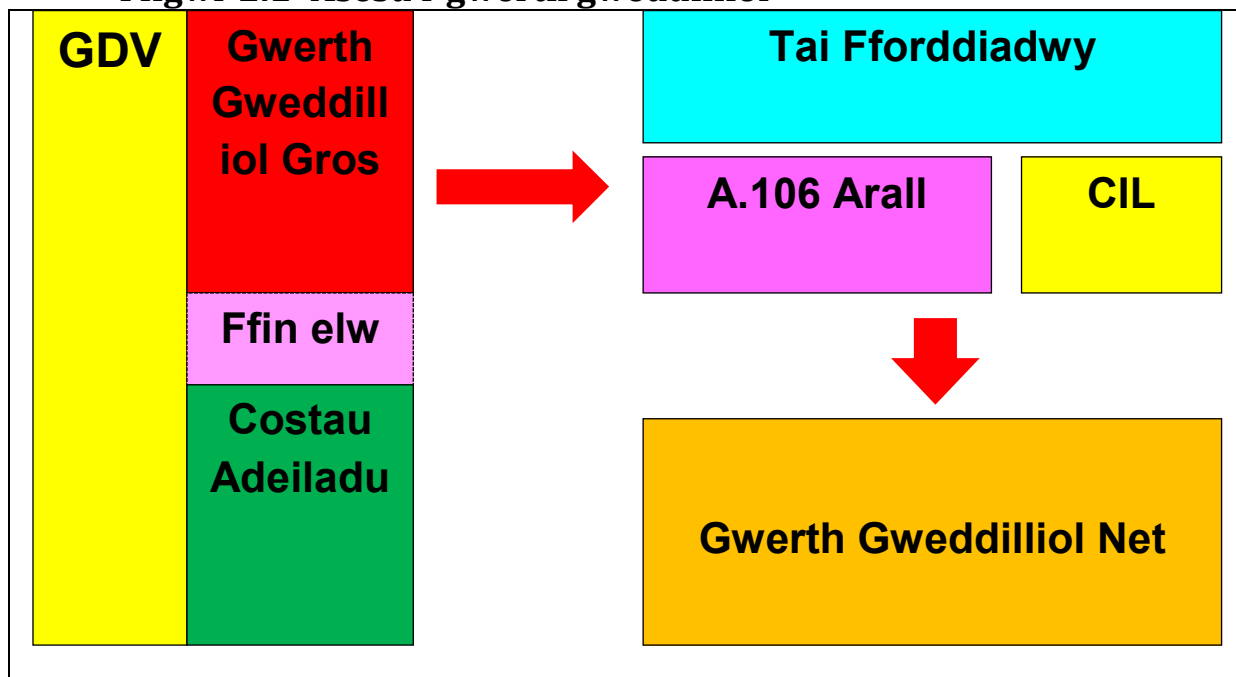 GDV
Gwerth
Gweddill
iol Gros
Ffin elw
Costau
Adeiladu
Tai Fforddiadwy
A.106 Arall
CIL
Gwerth Gweddilliol Net